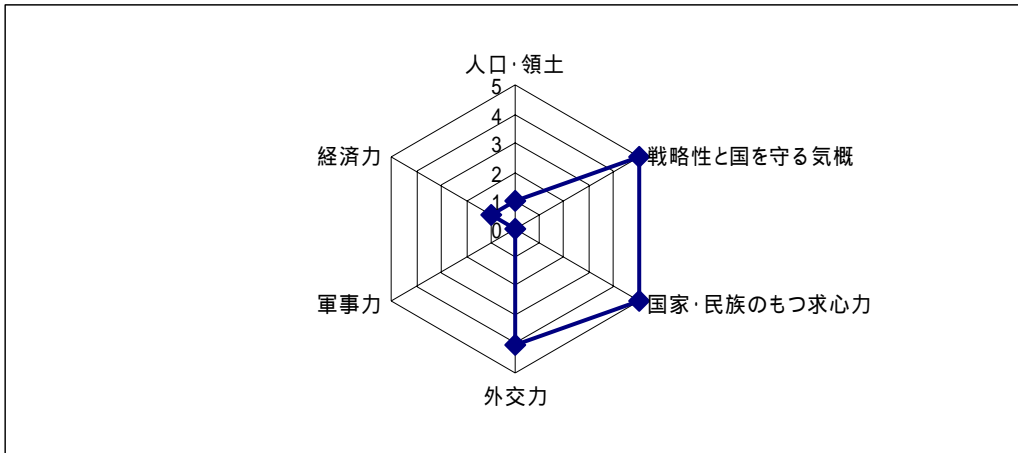 人口・領土
5
4
3
2
1
0
戦略性と国を守る気概
国家・民族のもつ求心力
外交力
軍事力
経済力